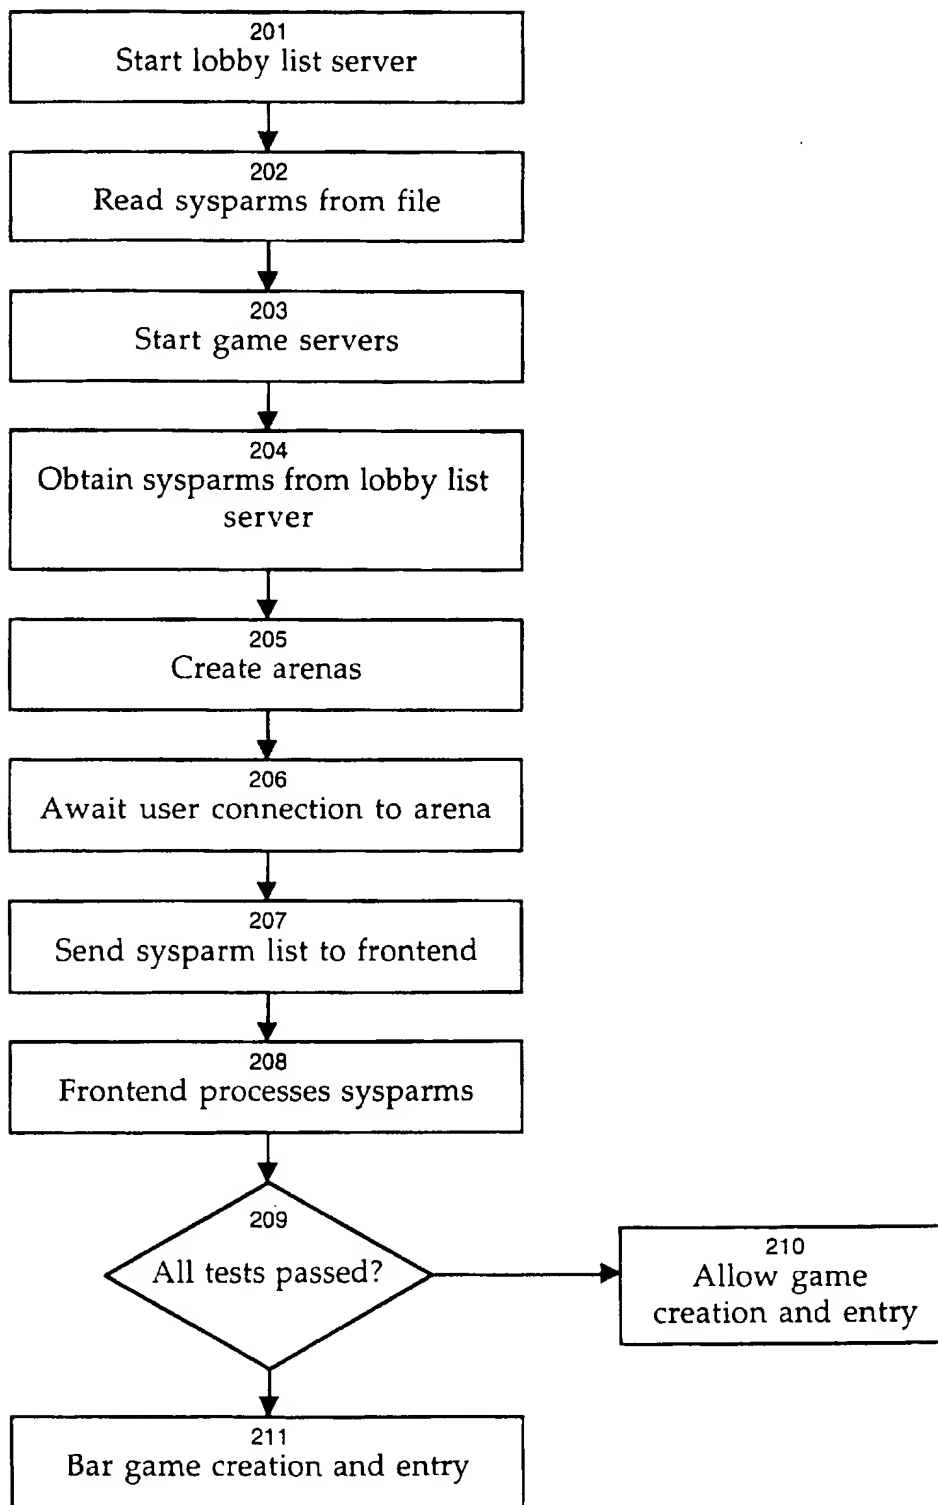 201
Start lobby list server
202
Read sysparms from file
203
Start game servers
204
Obtain sysparms from lobby list
server
205
Create arenas
206
Await user connection to arena
207
Send sysparm list to frontend
208
Frontend processes sysparms
209
All tests passed?
210
Allow game
creation and entry
211
Bar game creation and entry